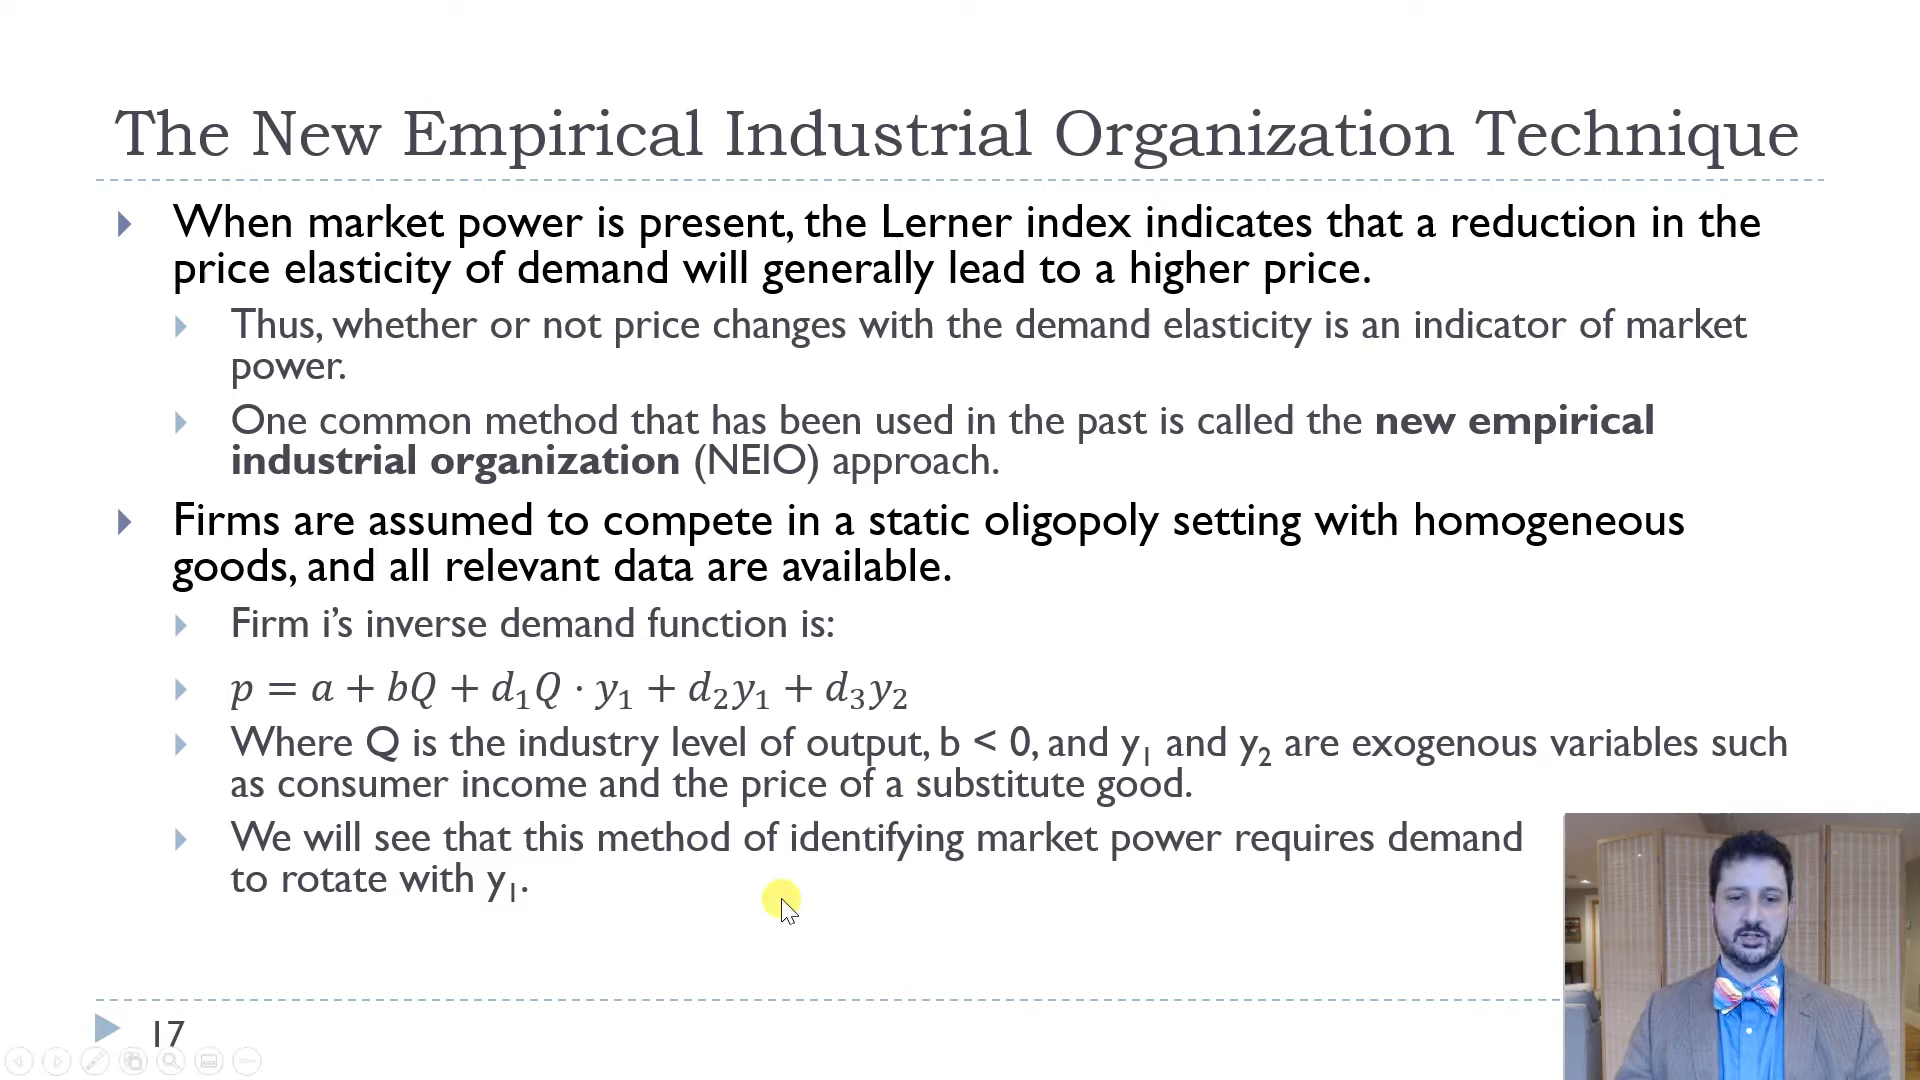 The New Empirical Industrial Organization Technique
When market power is present, the Lerner index indicates that a reduction in the
price elasticity of demand will generally lead to a higher price.
Thus, whether or not price changes with the demand elasticity is an indicator of market
power.
One common method that has been used in the past is called the new empirical
industrial organization (NEIO) approach.
Firms are assumed to compete in a static oligopoly setting with homogeneous
goods, and all relevant data are available.
Firm i’s inverse demand function is:
p = a + bQ + d₁Q · y₁ + d₂y₁ + d₃y₂
Where Q is the industry level of output, b < 0, and y₁ and y₂ are exogenous variables such
as consumer income and the price of a substitute good.
We will see that this method of identifying market power requires demand
to rotate with y₁.
17